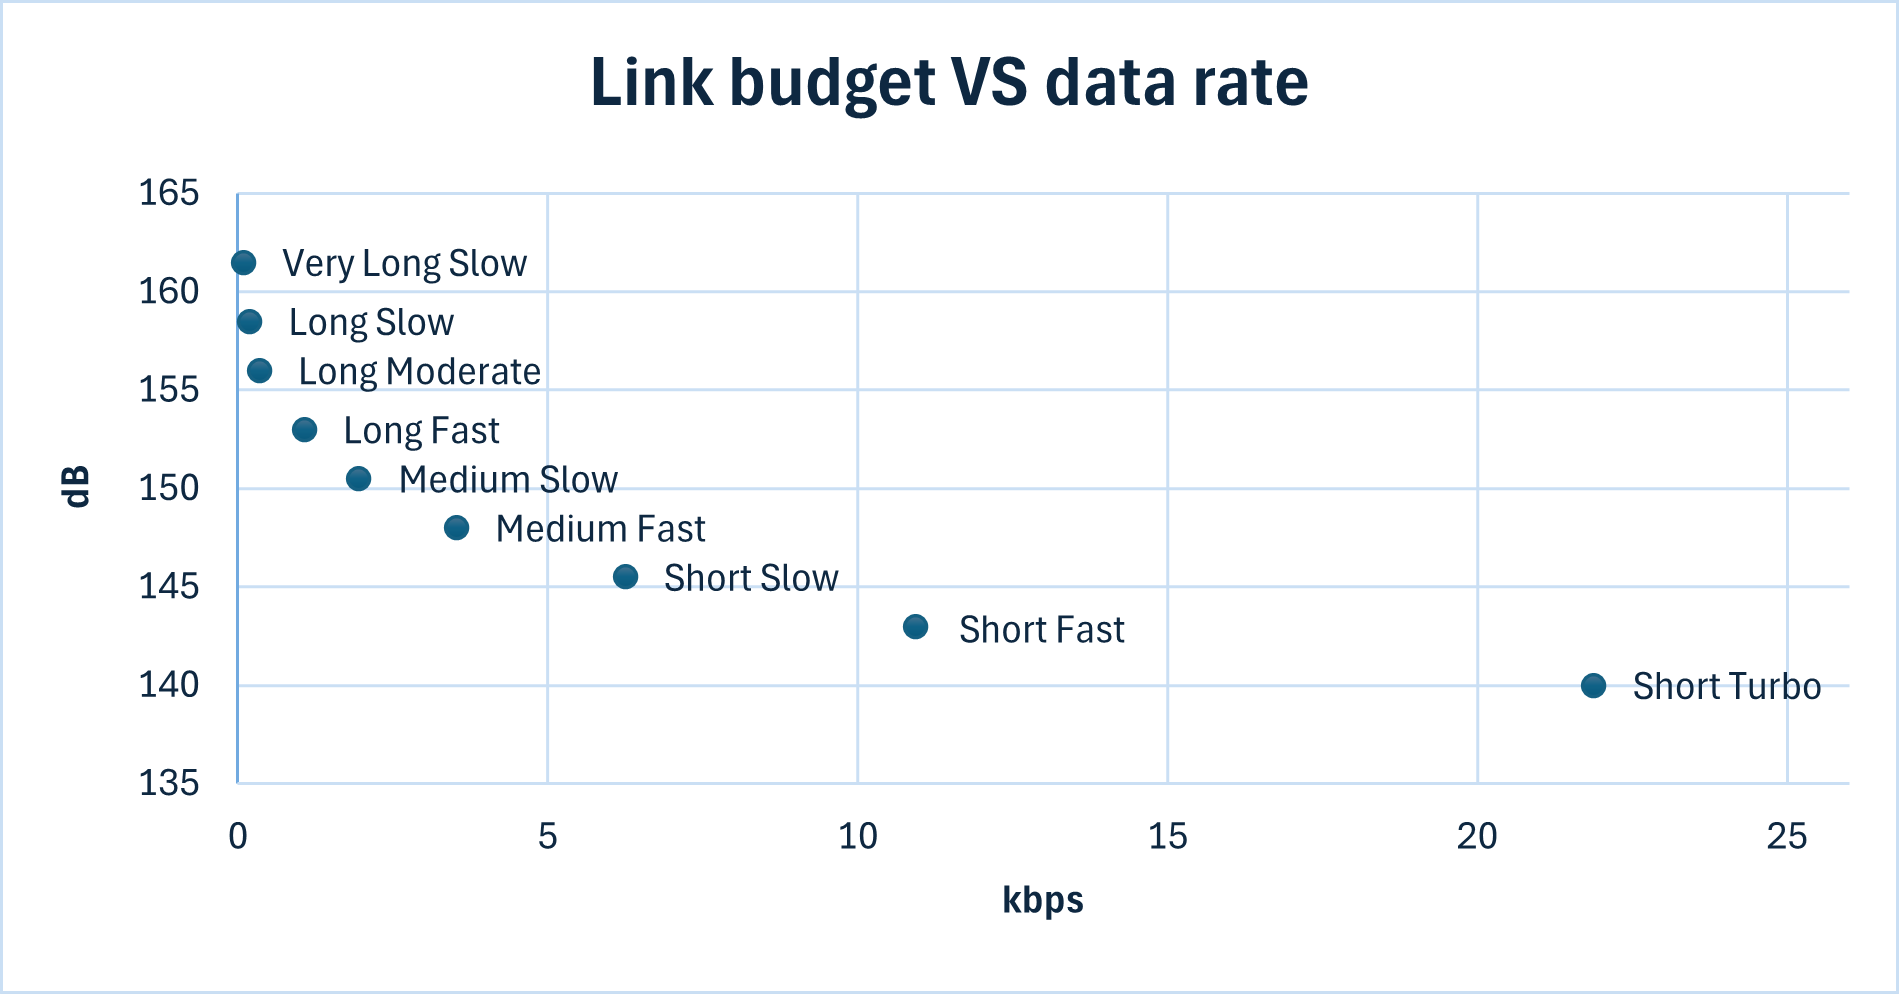 Link budget VS data rate
165
Very Long Slow
160
Long Slow
Long Moderate
155
Long Fast
dB
150
Medium Slow
Medium Fast
145
Short Slow
Short Fast
140
Short Turbo
135
0 5 10 15 20 25
kbps